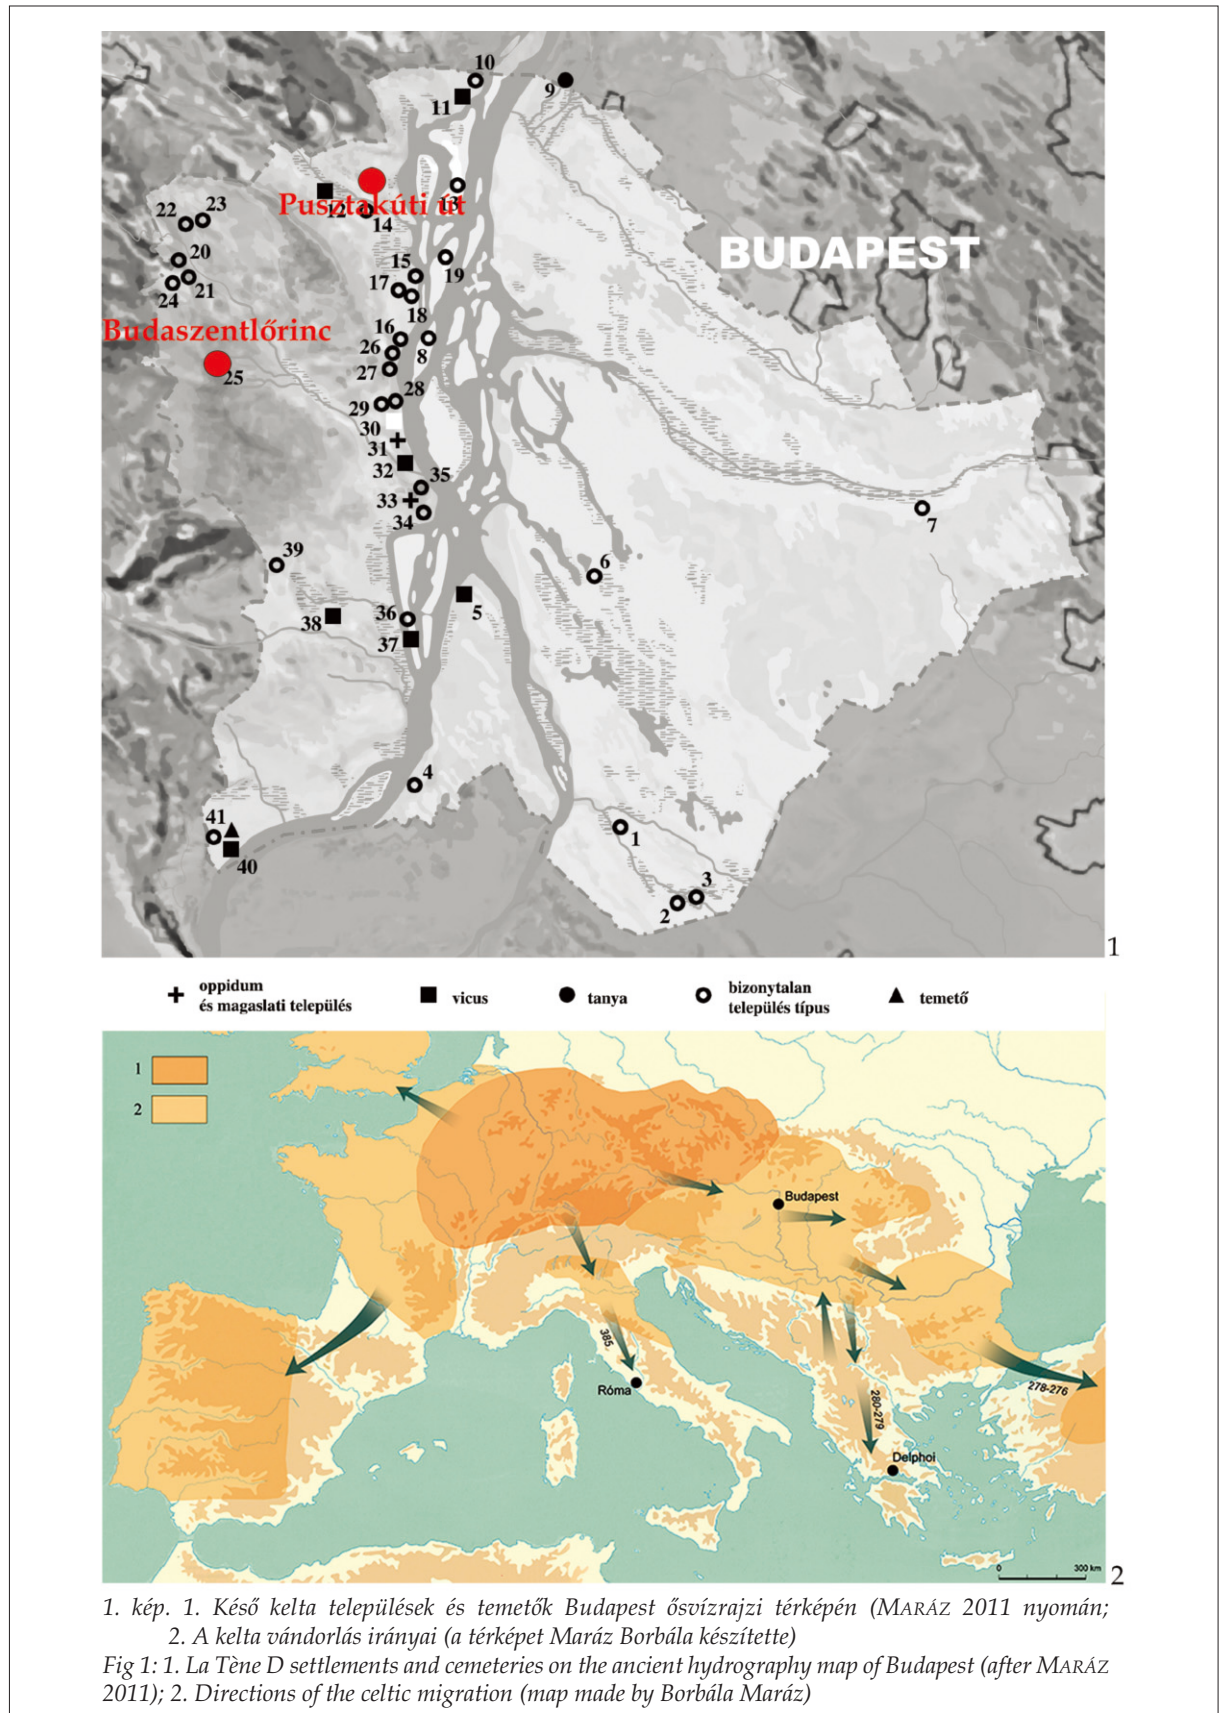 10
9
11
Pusztakúti út
12
13
14
22
23
BUDAPEST
20
15
19
17
24
21
18
Budaszentlőrinc
16
26
8
25
27
28
29
30
31
32
35
33
34
7
39
6
36
5
38
37
4
41
1
40
3
2
1
oppidum
és magaslati település
vicus
tanya
bizonytalan
település típus
temető
1
2
Budapest
385.
Róma
280-279
278-276
Delphoi
300 km
2
1. kép. 1. Késő kelta települések és temetők Budapest ősvízrajzi térképén (MARÁZ 2011 nyomán;
2. A kelta vándorlás irányai (a térképet Maráz Borbála készítette)
Fig 1: 1. La Tène D settlements and cemeteries on the ancient hydrography map of Budapest (after MARÁZ
2011); 2. Directions of the celtic migration (map made by Borbála Maráz)